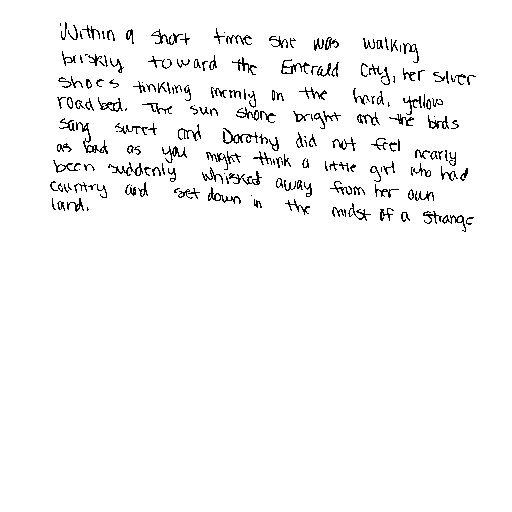 Within a short time she was walking
briskly toward the Emerald City, her silver
shoes tinkling merrily on the hard, yellow
roadbed. The sun shone bright and the birds
sang sweet and Dorothy did not feel nearly
as bad as you might think a little girl who had
been suddenly whisked away from her own
country and set down in the midst of a strange
land.